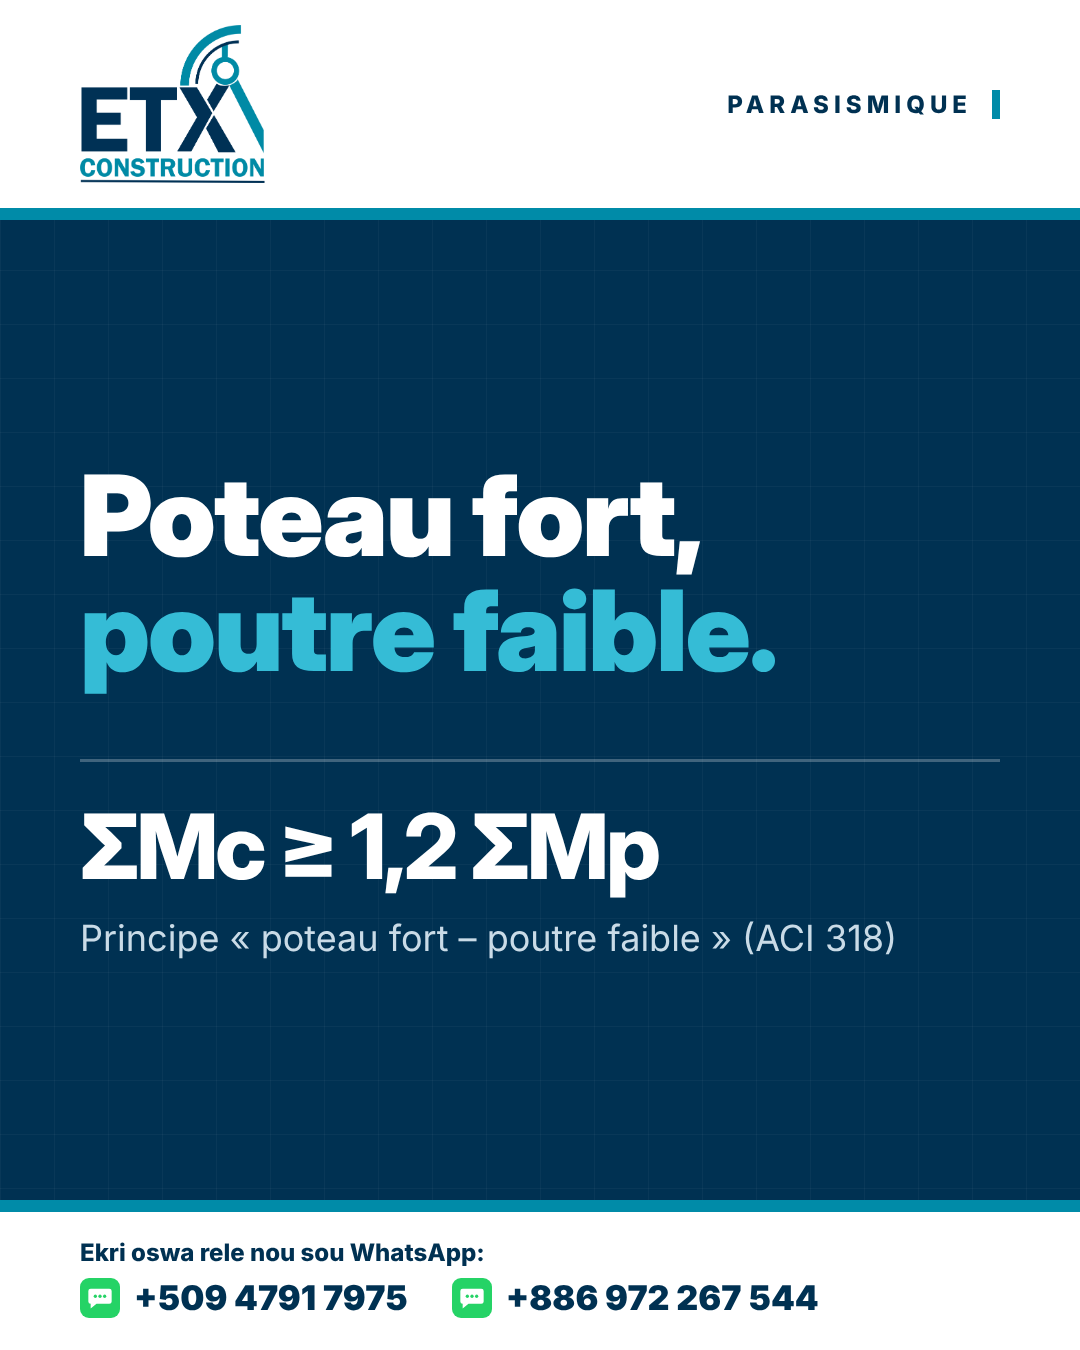 ETX
CONSTRUCTION
PARASISMIQUE
Poteau fort,
poutre faible.
ΣMc ≥ 1,2 ΣMp
Principe « poteau fort – poutre faible » (ACI 318)
Ekri oswa rele nou sou WhatsApp:
+509 4791 7975 +886 972 267 544